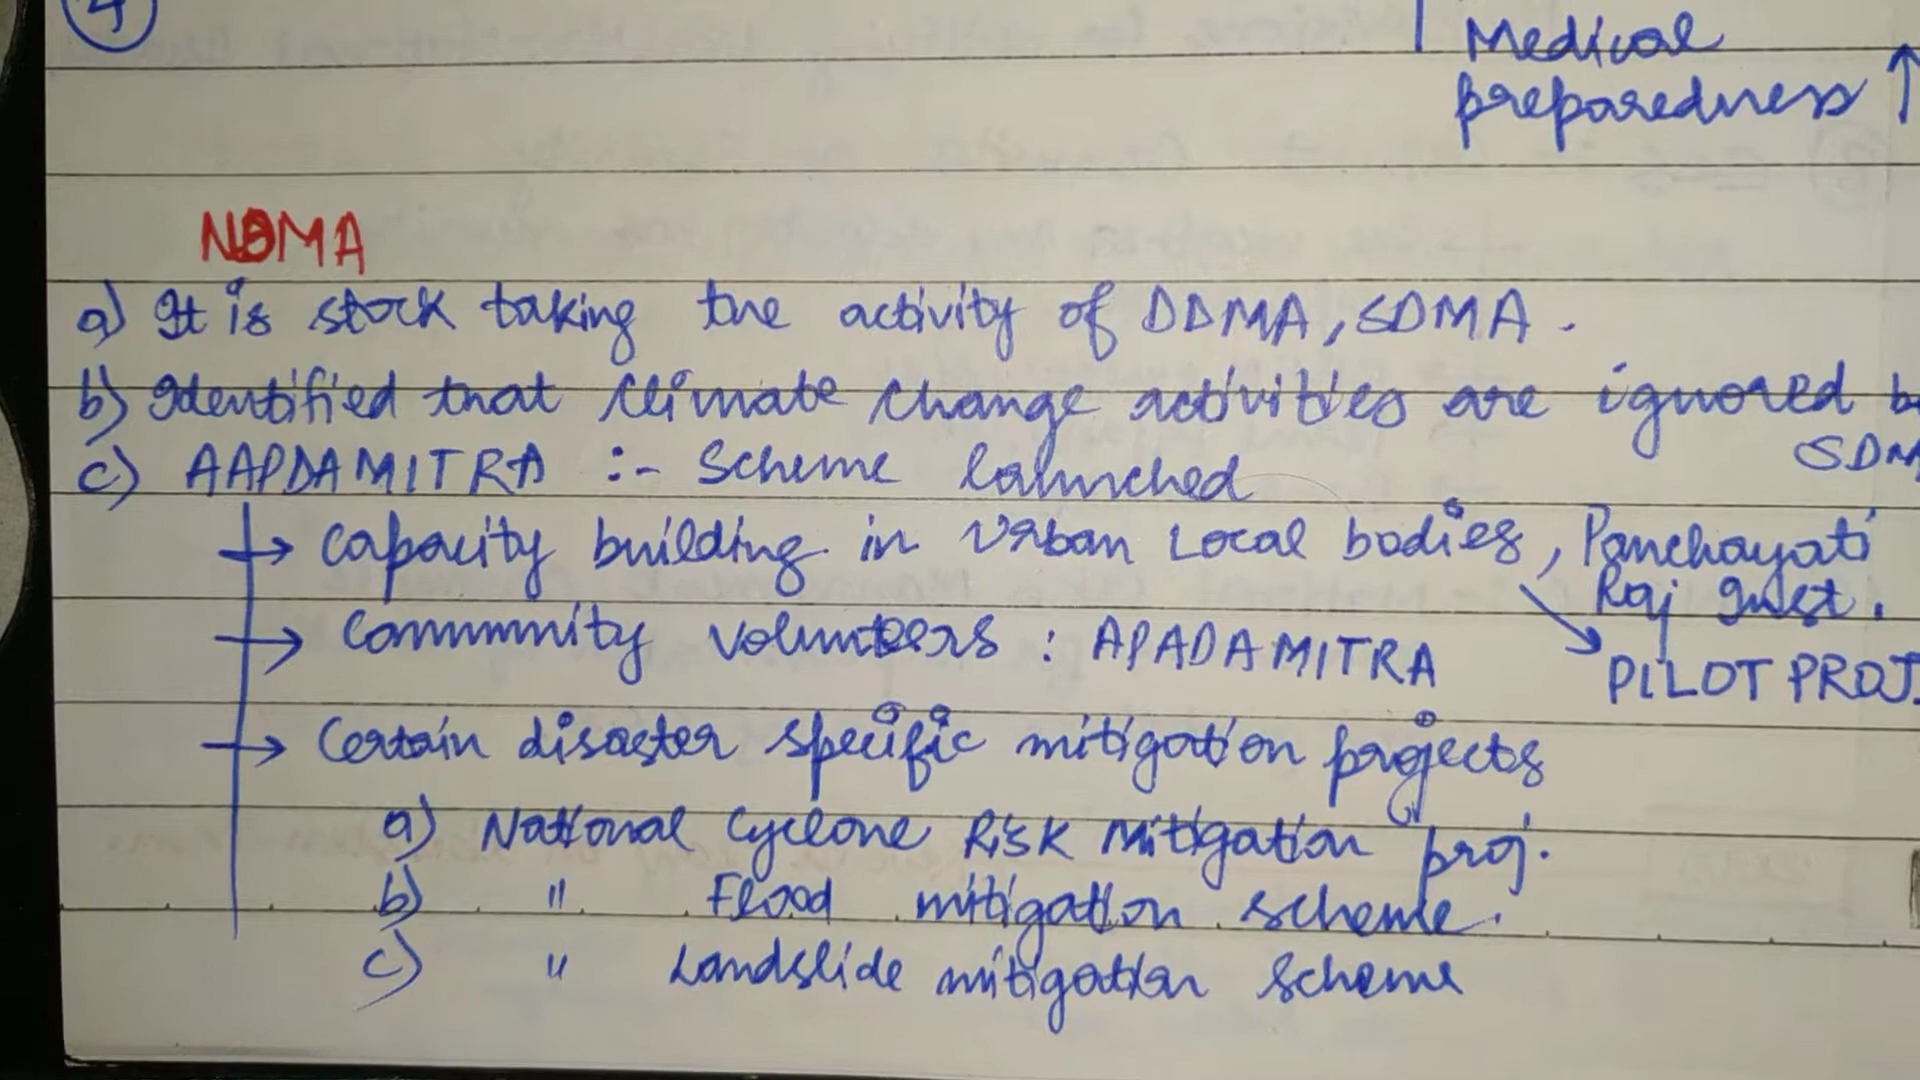 4
Medical
preparedness ↑
NDMA
a) It is stock taking the activity of DDMA, SDMA.
b) Identified that climate change activities are ignored
SDM
c) AAPDAMITRA :- Scheme launched
→ Capacity building in Urban Local bodies, Panchayati
Raj Inst.
→ Community volunteers : APADAMITRA
PILOT PROJ.
→ Certain disaster specific mitigation projects
a) National Cyclone Risk Mitigation proj.
b) " Flood mitigation scheme.
c) " Landslide mitigation scheme